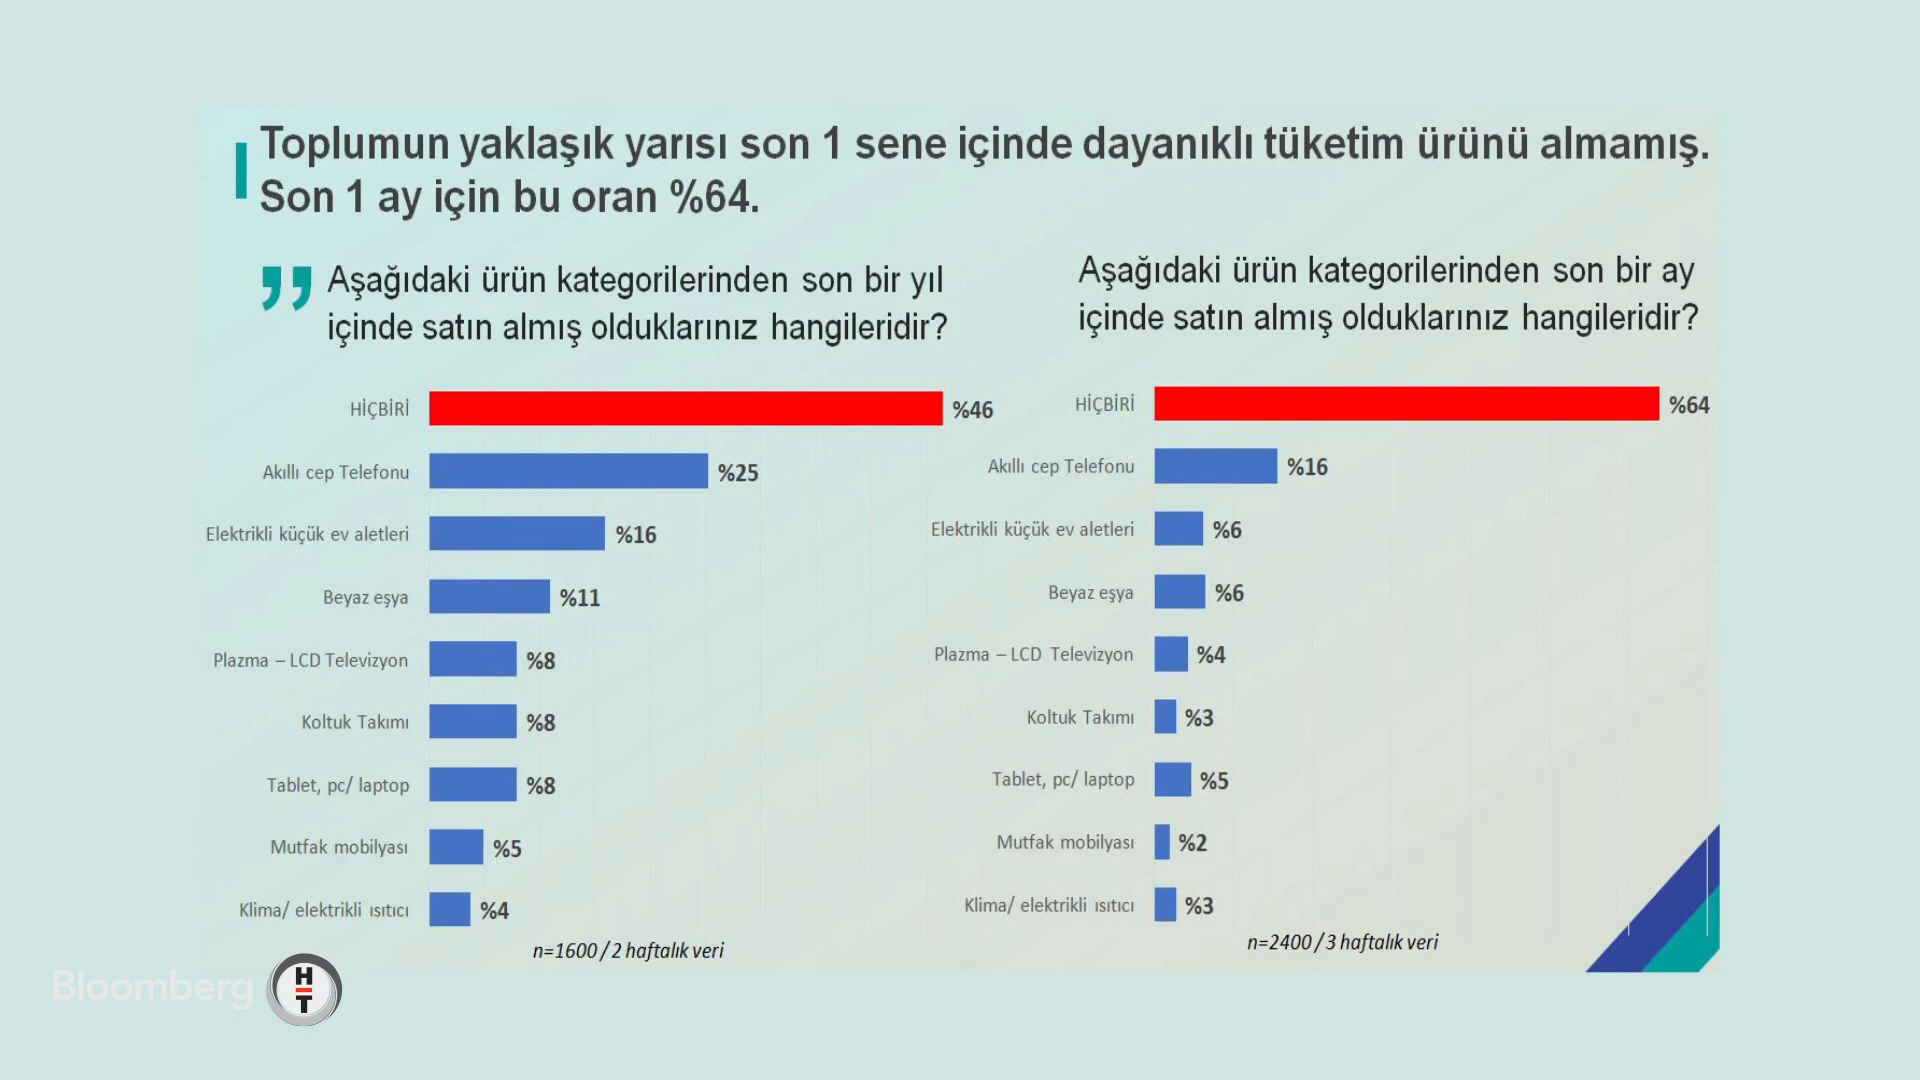 Toplumun yaklaşık yarısı son 1 sene içinde dayanıklı tüketim ürünü almamış.
Son 1 ay için bu oran %64.
Aşağıdaki ürün kategorilerinden son bir yıl
içinde satın almış olduklarınız hangileridir?
HİÇBİRİ %46
Akıllı cep Telefonu %25
Elektrikli küçük ev aletleri %16
Beyaz eşya %11
Plazma – LCD Televizyon %8
Koltuk Takımı %8
Tablet, pc/ laptop %8
Mutfak mobilyası %5
Klima/ elektrikli ısıtıcı %4
n=1600 / 2 haftalık veri
Aşağıdaki ürün kategorilerinden son bir ay
içinde satın almış olduklarınız hangileridir?
HİÇBİRİ %64
Akıllı cep Telefonu %16
Elektrikli küçük ev aletleri %6
Beyaz eşya %6
Plazma – LCD Televizyon %4
Koltuk Takımı %3
Tablet, pc/ laptop %5
Mutfak mobilyası %2
Klima/ elektrikli ısıtıcı %3
n=2400 / 3 haftalık veri
Bloomberg HT